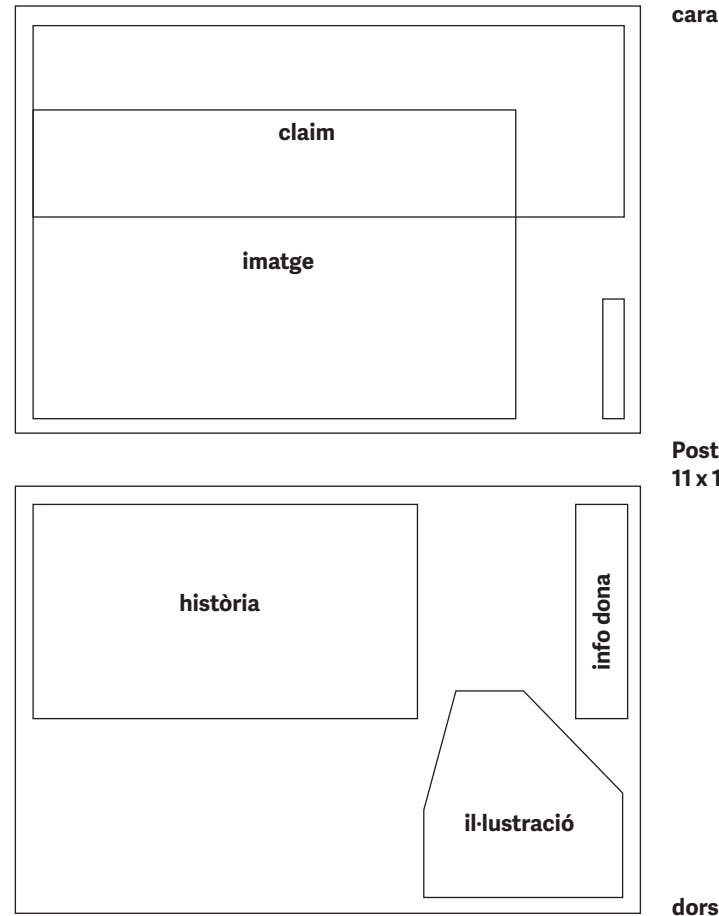 cara
claim
imatge
Post
11 x 1
història
info dona
il·lustració
dors